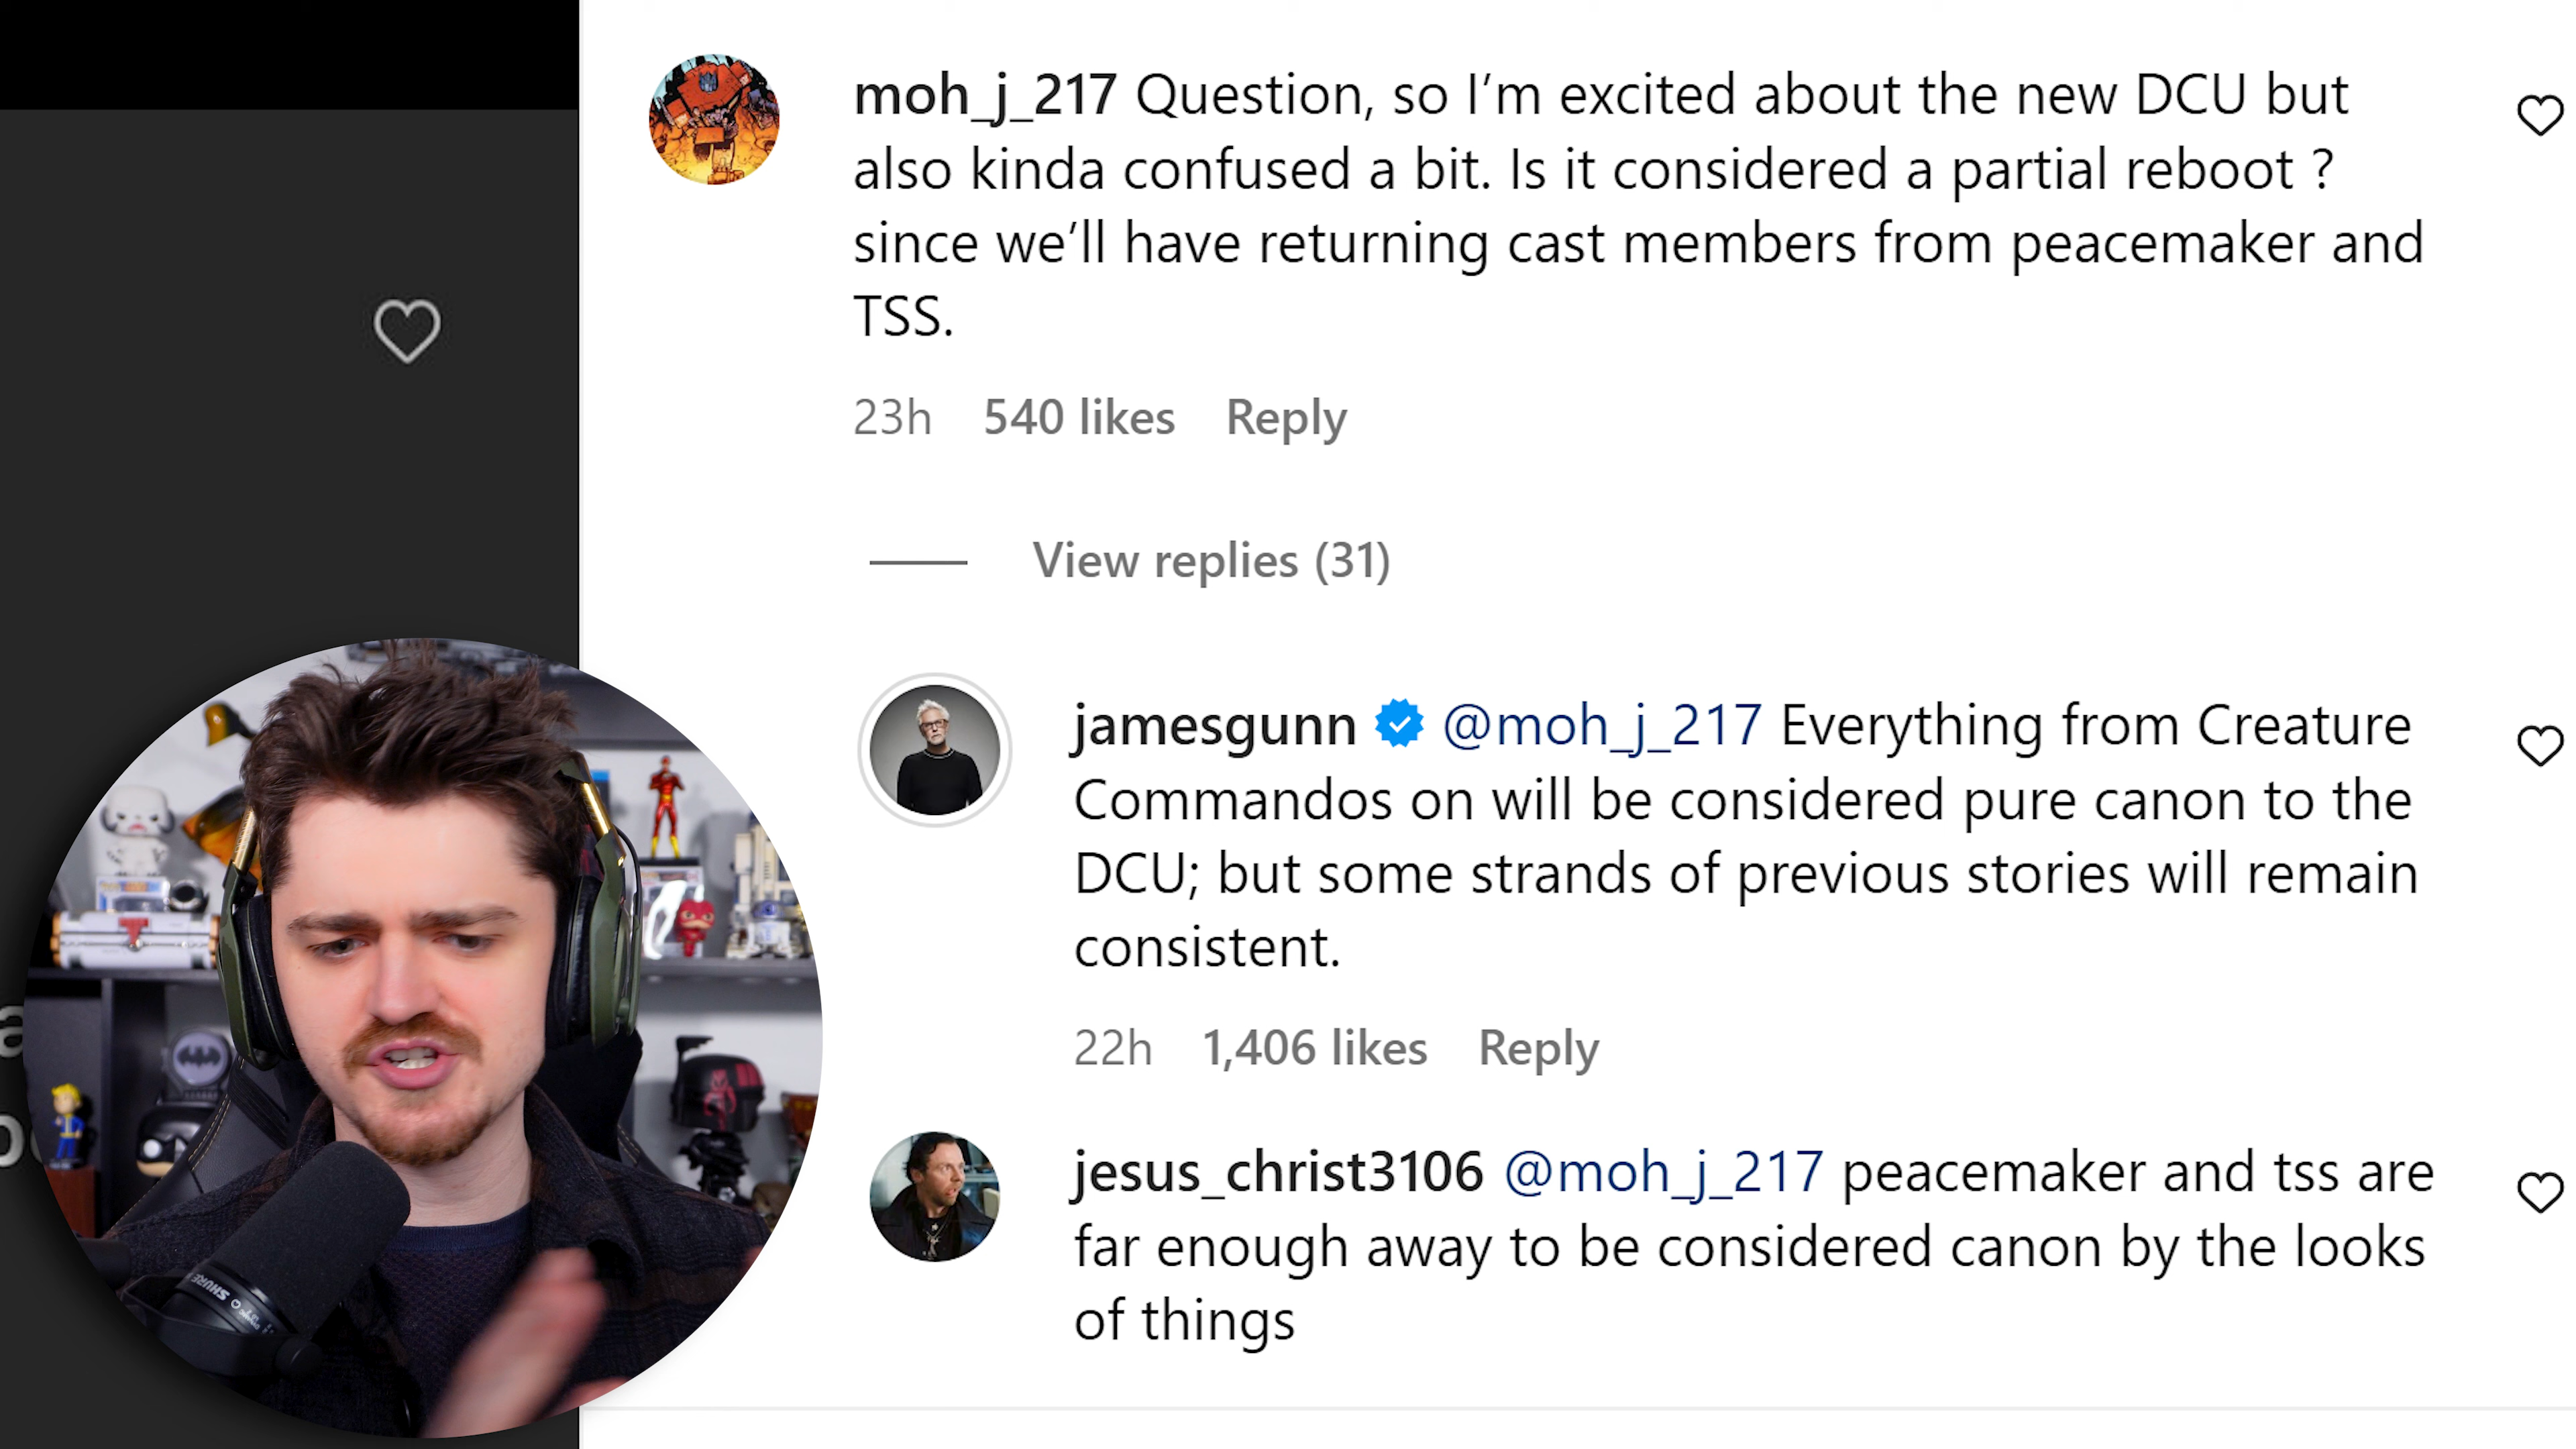 moh_j_217 Question, so I’m excited about the new DCU but
also kinda confused a bit. Is it considered a partial reboot ?
since we’ll have returning cast members from peacemaker and
TSS.
23h 540 likes Reply
View replies (31)
jamesgunn @moh_j_217 Everything from Creature
Commandos on will be considered pure canon to the
DCU; but some strands of previous stories will remain
consistent.
22h 1,406 likes Reply
jesus_christ3106 @moh_j_217 peacemaker and tss are
far enough away to be considered canon by the looks
of things
SHURE